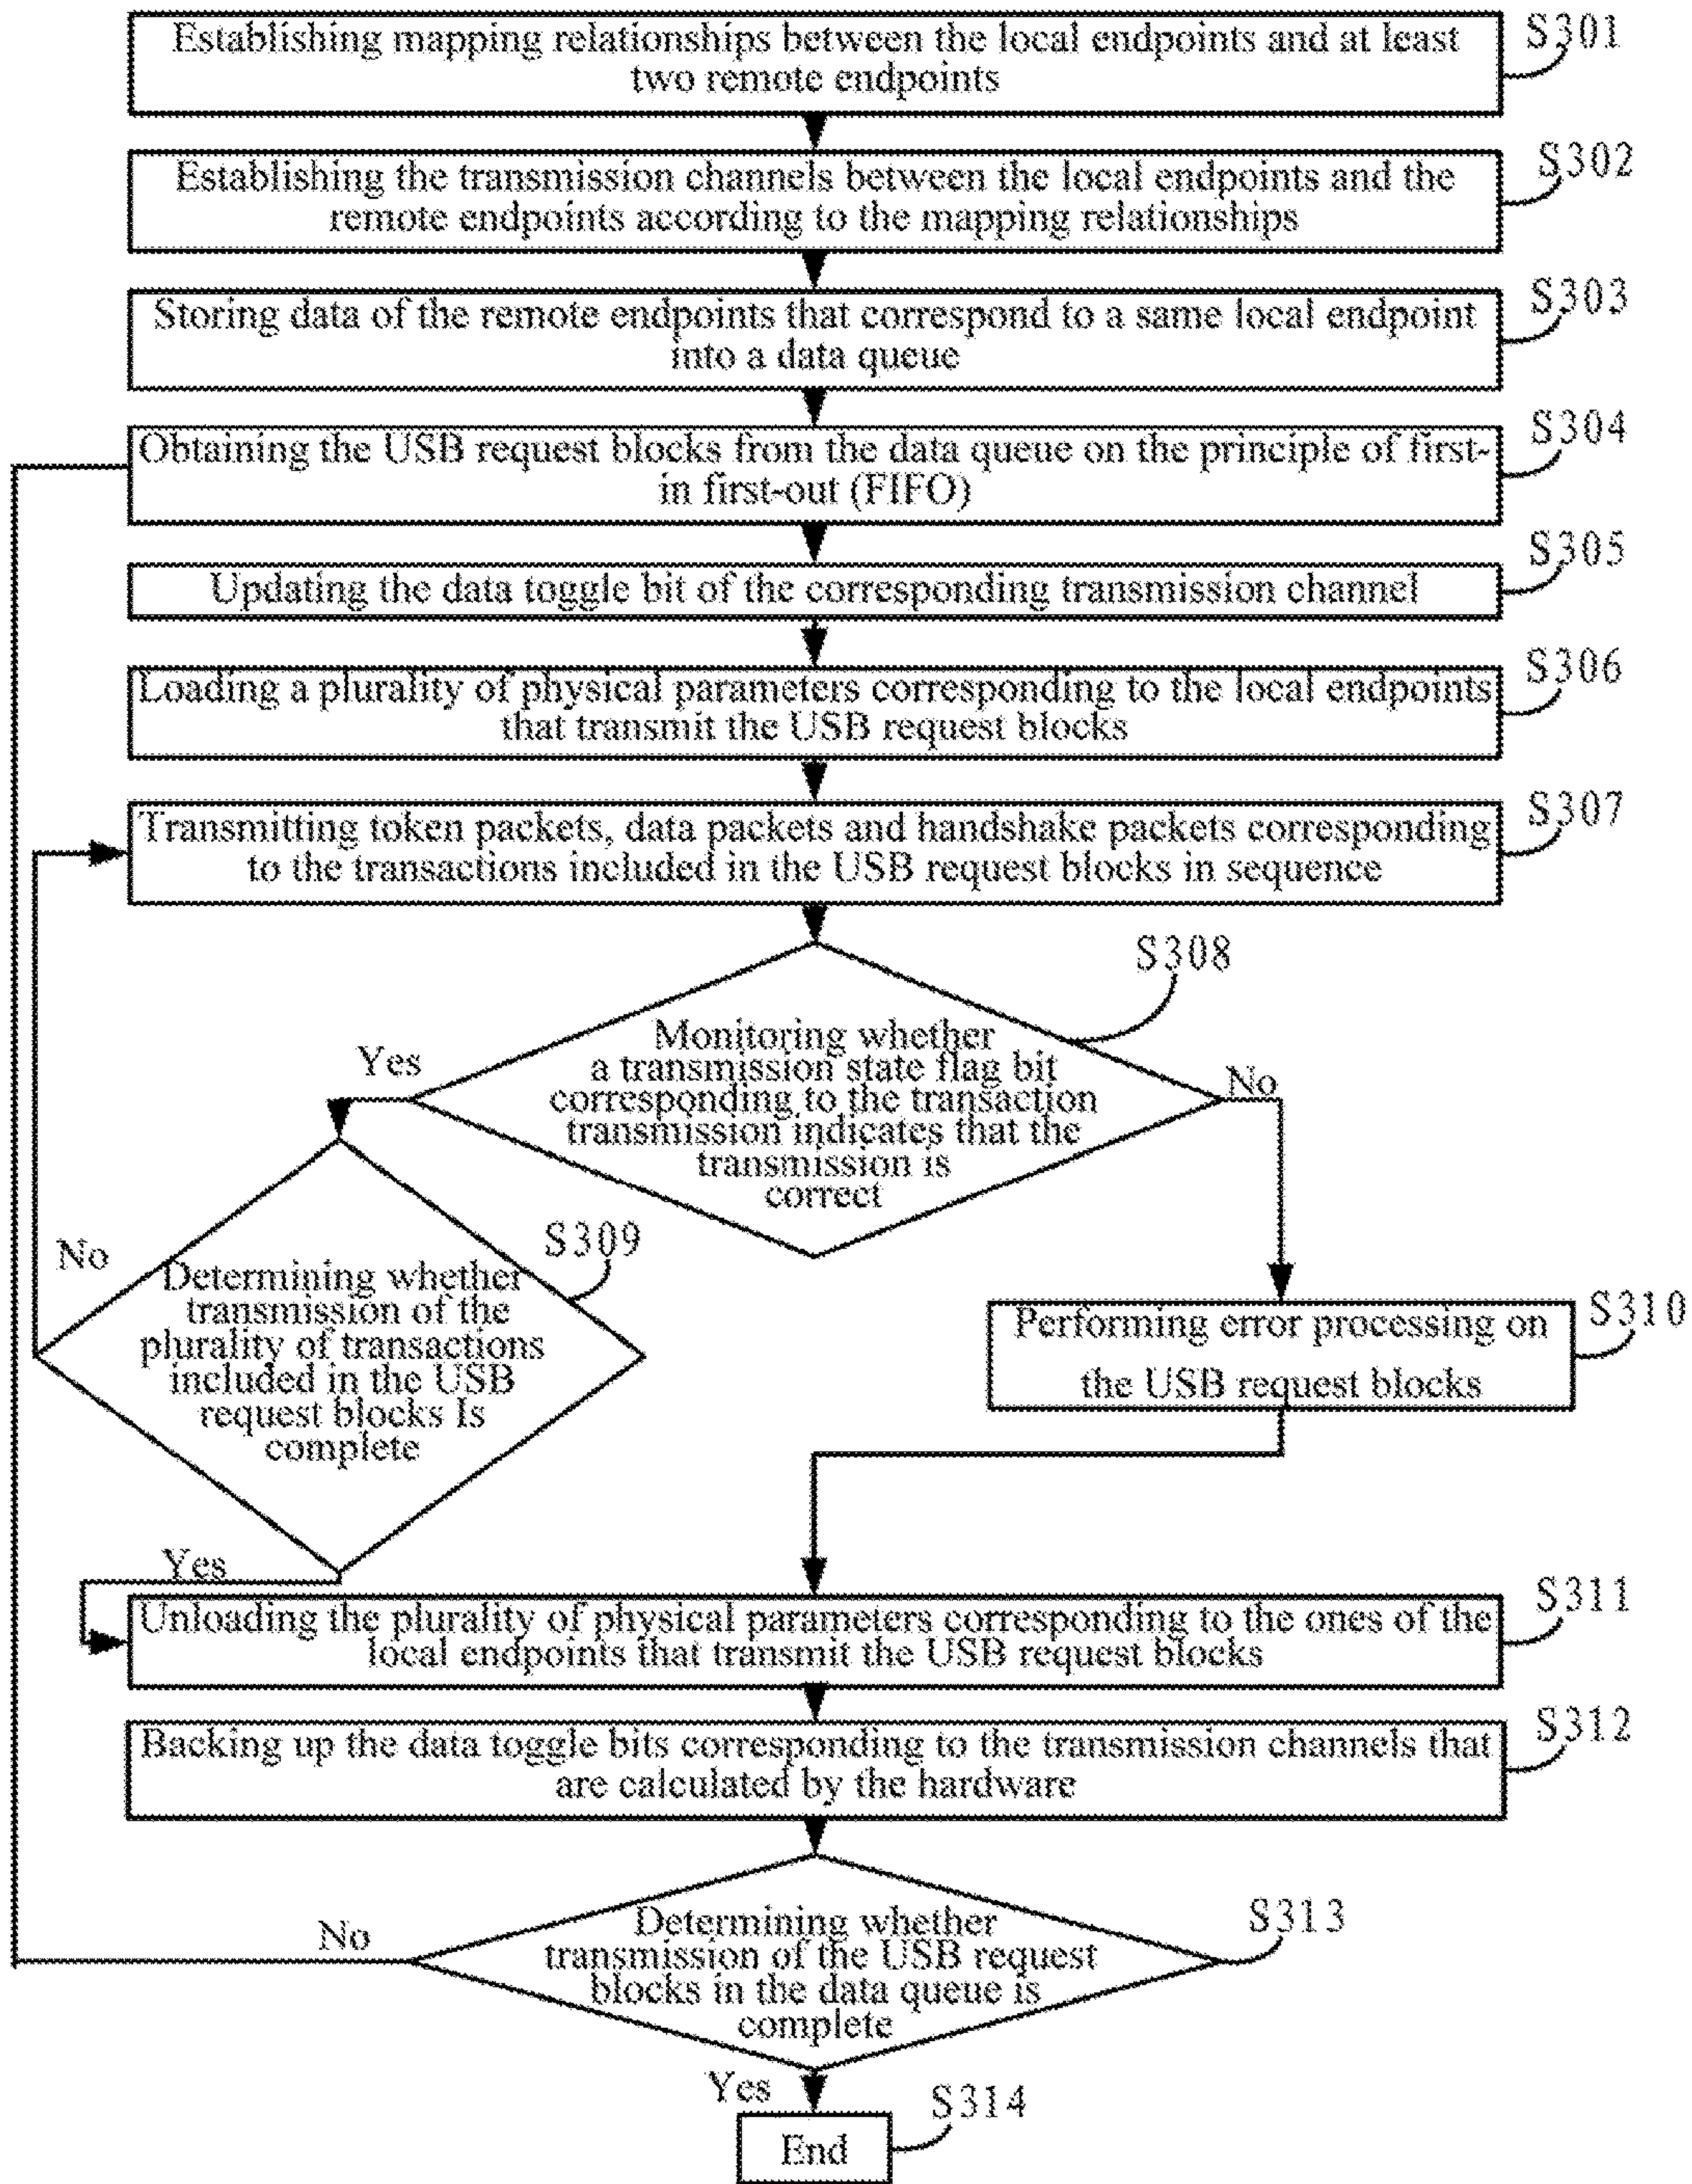 Establishing mapping relationships between the local endpoints and at least
two remote endpoints
S301
Establishing the transmission channels between the local endpoints and the
remote endpoints according to the mapping relationships
S302
Storing data of the remote endpoints that correspond to a same local endpoint
into a data queue
S303
Obtaining the USB request blocks from the data queue on the principle of first-
in first-out (FIFO)
S304
Updating the data toggle bit of the corresponding transmission channel
S305
Loading a plurality of physical parameters corresponding to the local endpoints
that transmit the USB request blocks
S306
Transmitting token packets, data packets and handshake packets corresponding
to the transactions included in the USB request blocks in sequence
S307
S308
Monitoring whether
a transmission state flag bit
corresponding to the transaction
transmission indicates that the
transmission is
correct
Yes
No
S309
No
Determining whether
transmission of the
plurality of transactions
included in the USB
request blocks Is
complete
Yes
Performing error processing on
the USB request blocks
S310
Unloading the plurality of physical parameters corresponding to the ones of the
local endpoints that transmit the USB request blocks
S311
Backing up the data toggle bits corresponding to the transmission channels that
are calculated by the hardware
S312
No
Determining whether
transmission of the USB request
blocks in the data queue is
complete
S313
Yes
End
S314